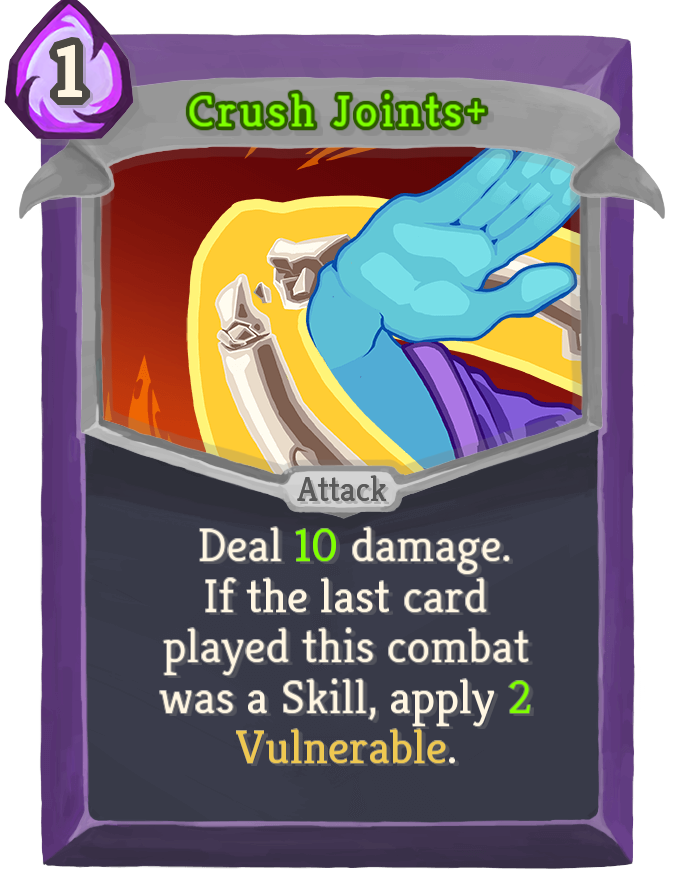 1
Crush Joints+
Attack
Deal 10 damage.
If the last card
played this combat
was a Skill, apply 2
Vulnerable.